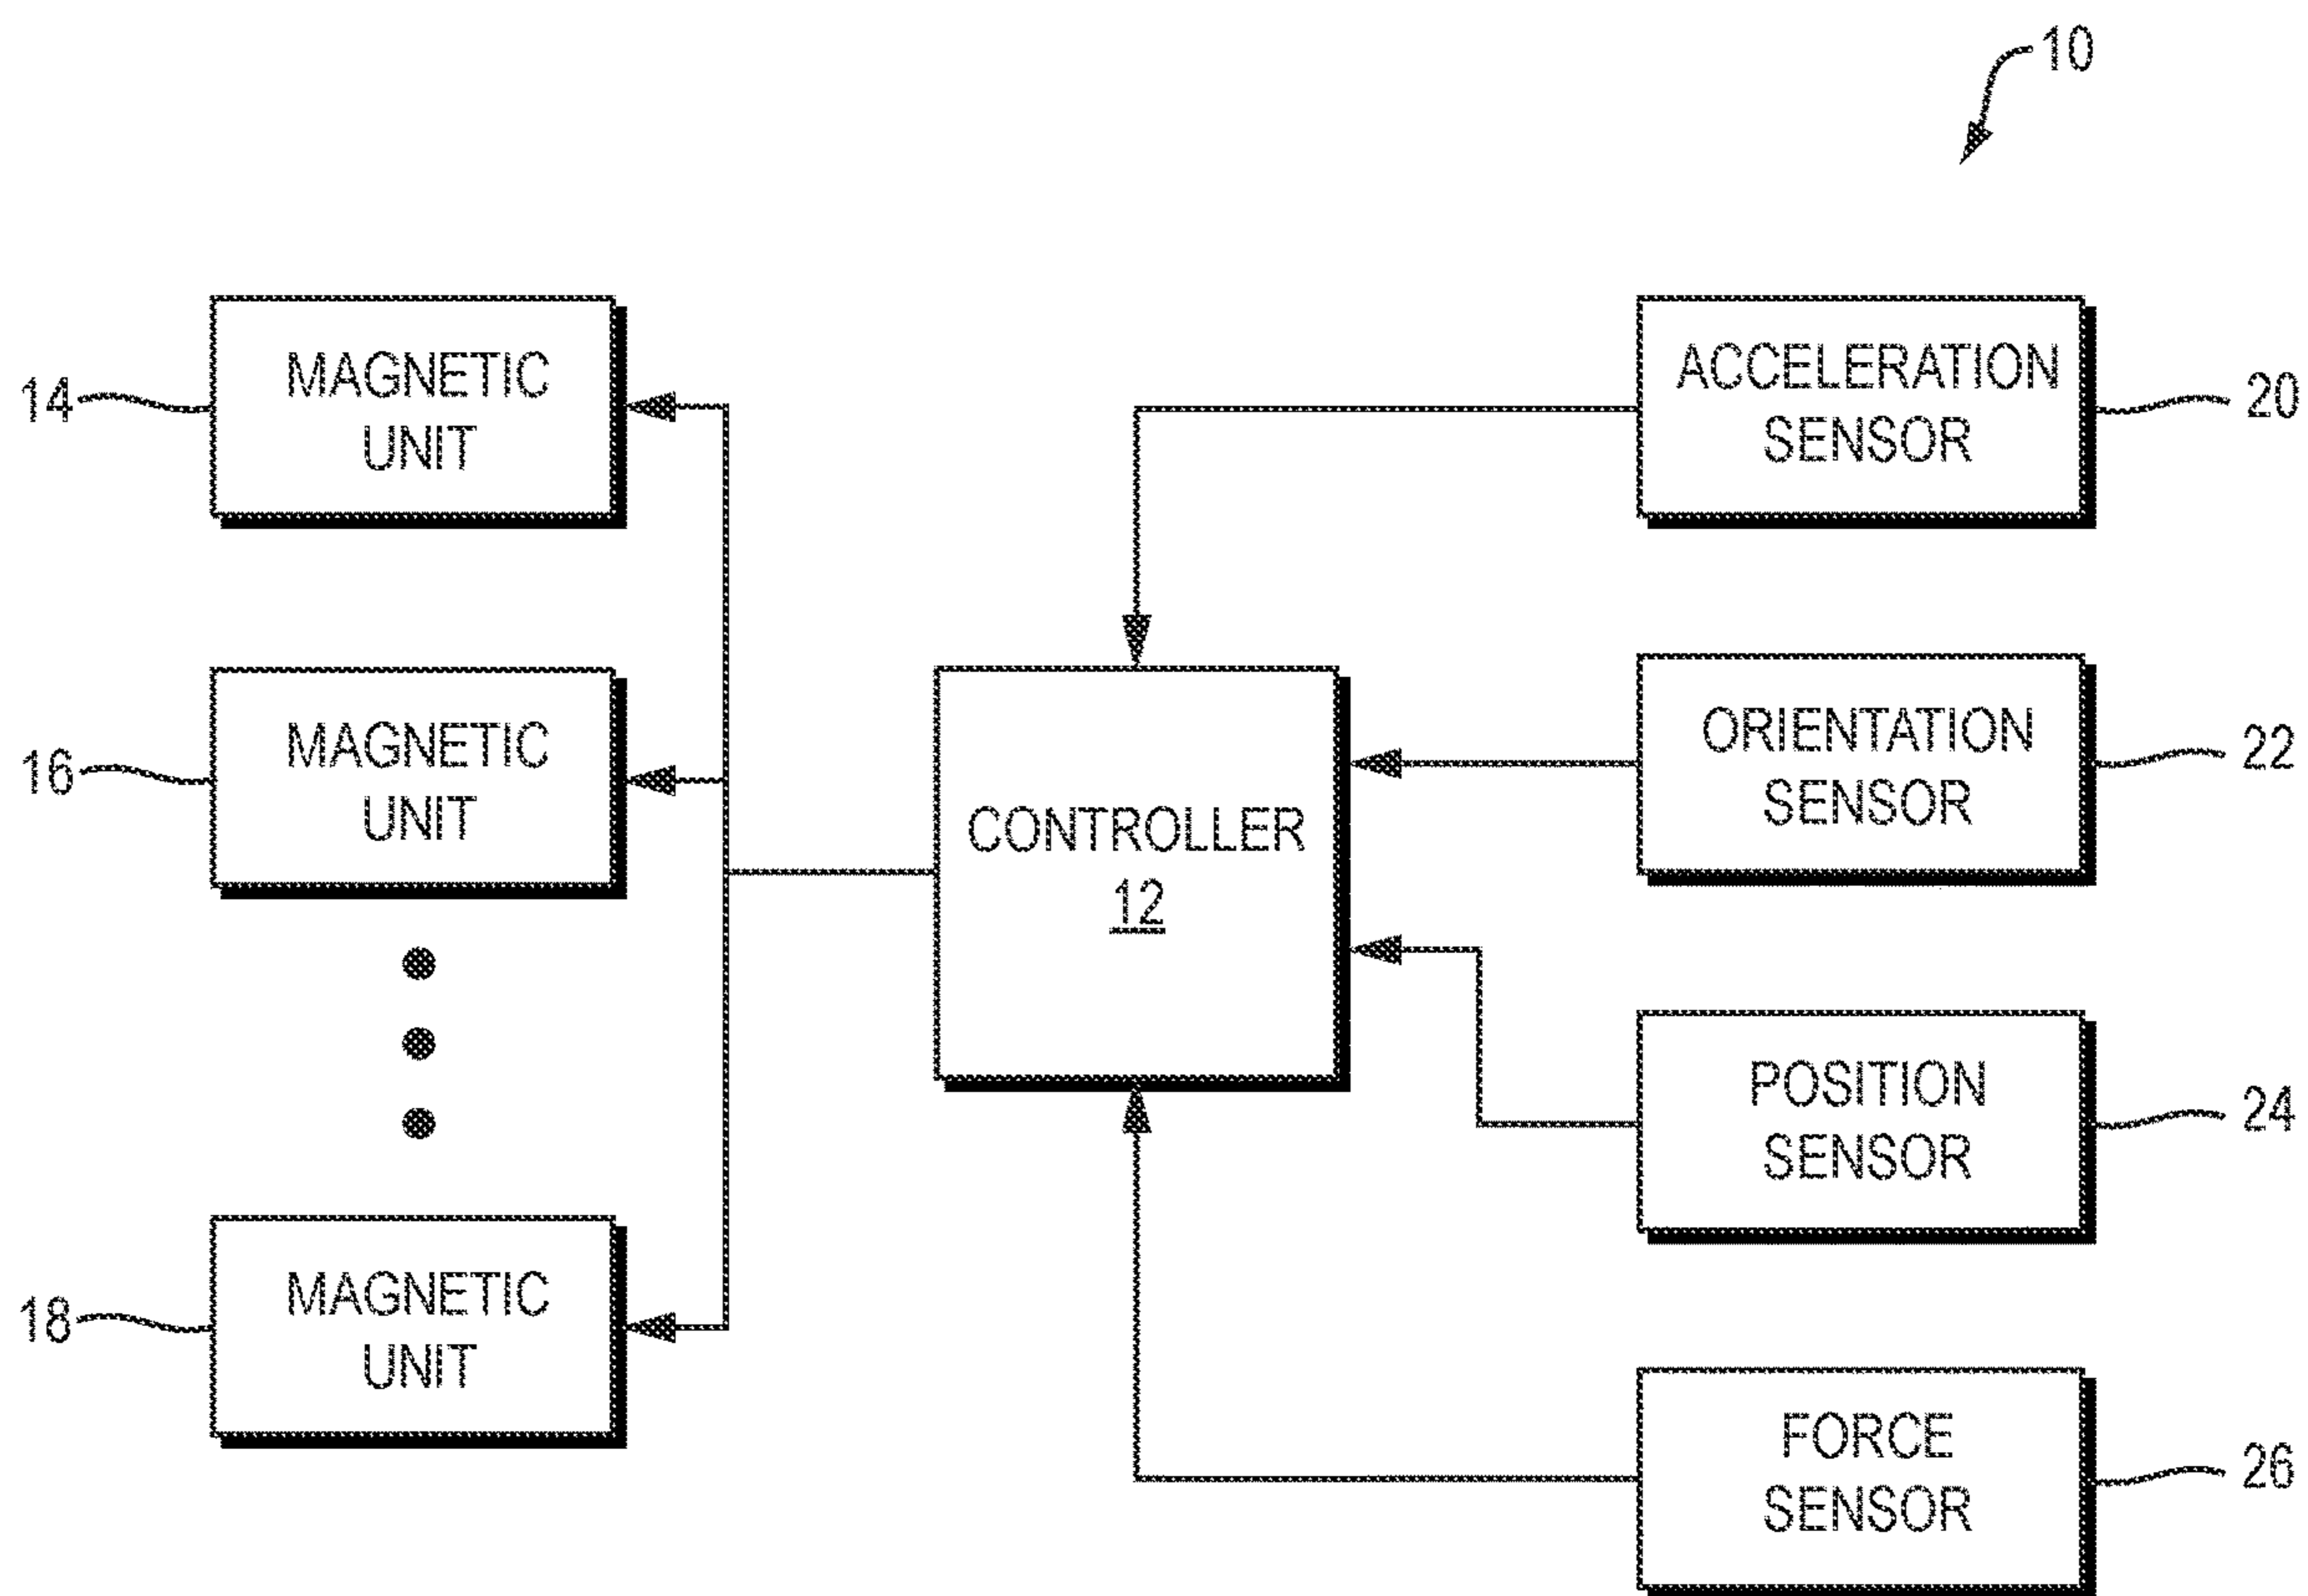 10
MAGNETIC
UNIT
14
ACCELERATION
SENSOR
20
MAGNETIC
UNIT
16
CONTROLLER
12
ORIENTATION
SENSOR
22
POSITION
SENSOR
24
MAGNETIC
UNIT
18
FORCE
SENSOR
26